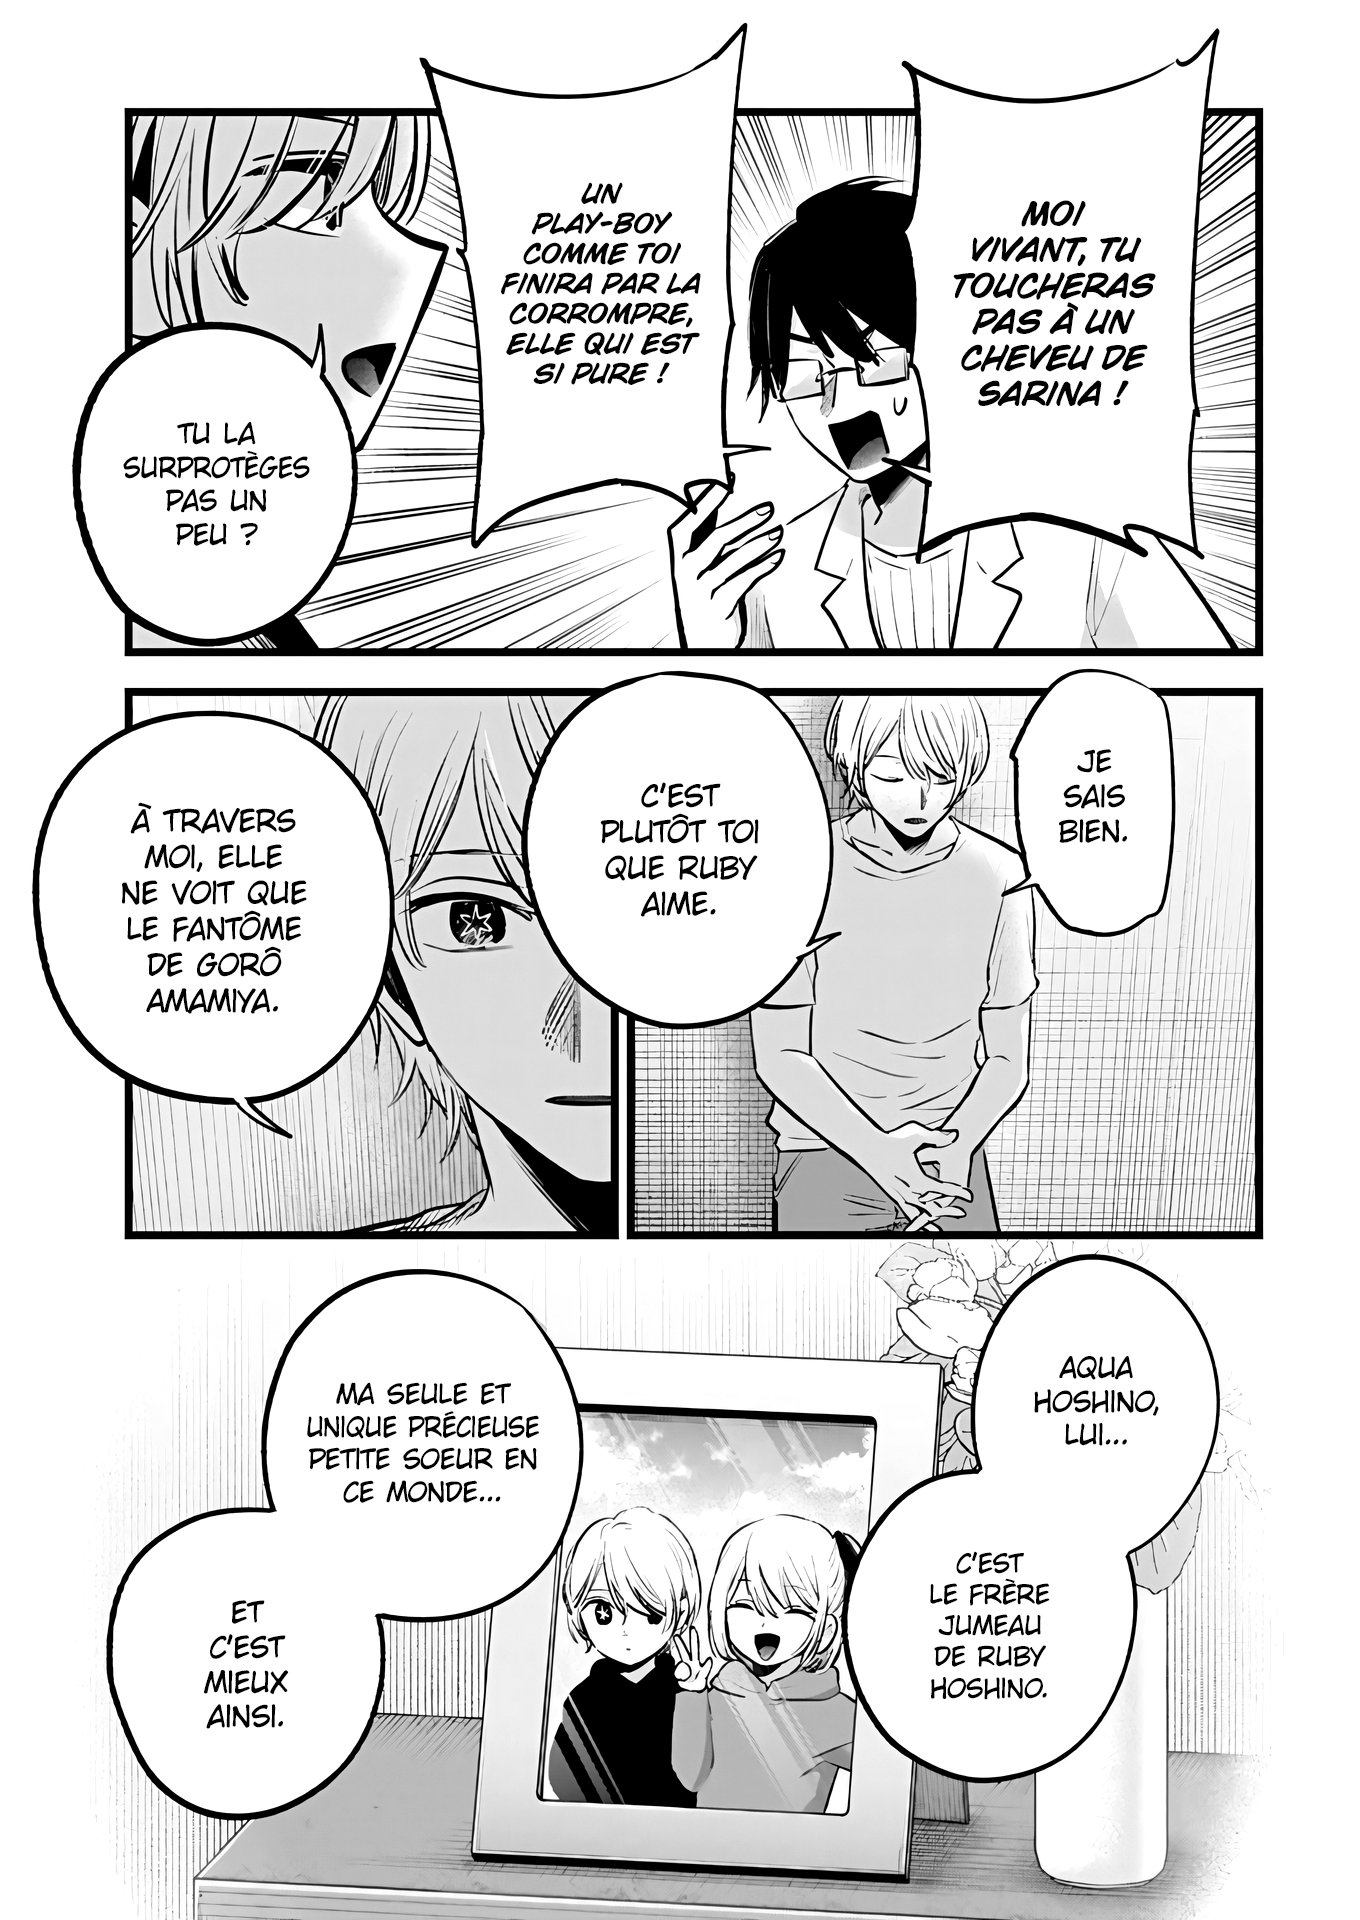 MOI
VIVANT, TU
TOUCHERAS
PAS À UN
CHEVEU DE
SARINA !
UN
PLAY-BOY
COMME TOI
FINIRA PAR LA
CORROMPRE,
ELLE QUI EST
SI PURE !
TU LA
SURPROTÈGES
PAS UN
PEU ?
JE
SAIS
BIEN.
C'EST
PLUTÔT TOI
QUE RUBY
AIME.
À TRAVERS
MOI, ELLE
NE VOIT QUE
LE FANTÔME
DE GORÔ
AMAMIYA.
AQUA
HOSHINO,
LUI...
C'EST
LE FRÈRE
JUMEAU
DE RUBY
HOSHINO.
MA SEULE ET
UNIQUE PRÉCIEUSE
PETITE SOEUR EN
CE MONDE...
ET
C'EST
MIEUX
AINSI.